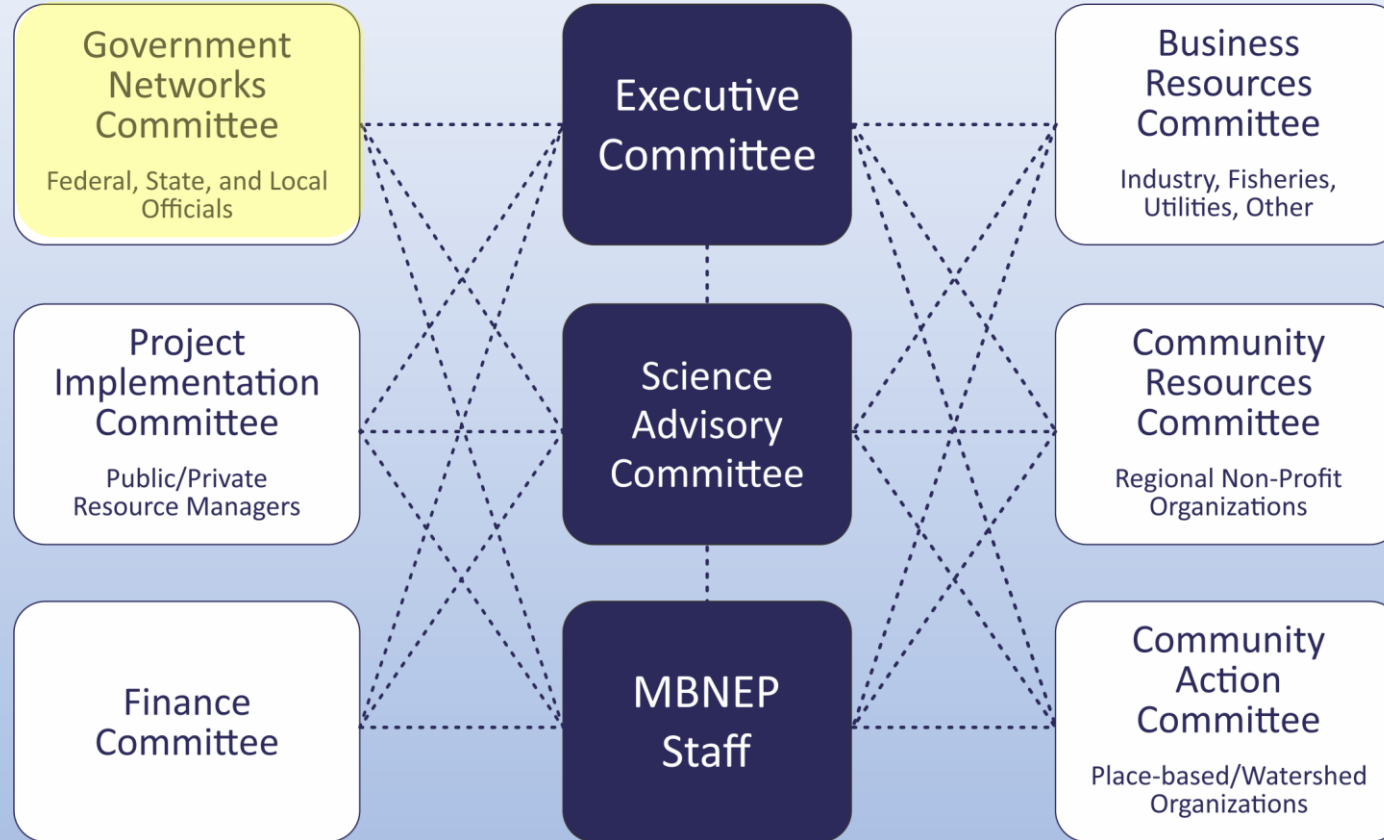 Government
Networks
Committee
Federal, State, and Local
Officials
Executive
Committee
Business
Resources
Committee
Industry, Fisheries,
Utilities, Other
Project
Implementation
Committee
Public/Private
Resource Managers
Science
Advisory
Committee
Community
Resources
Committee
Regional Non-Profit
Organizations
Finance
Committee
MBNEP
Staff
Community
Action
Committee
Place-based/Watershed
Organizations